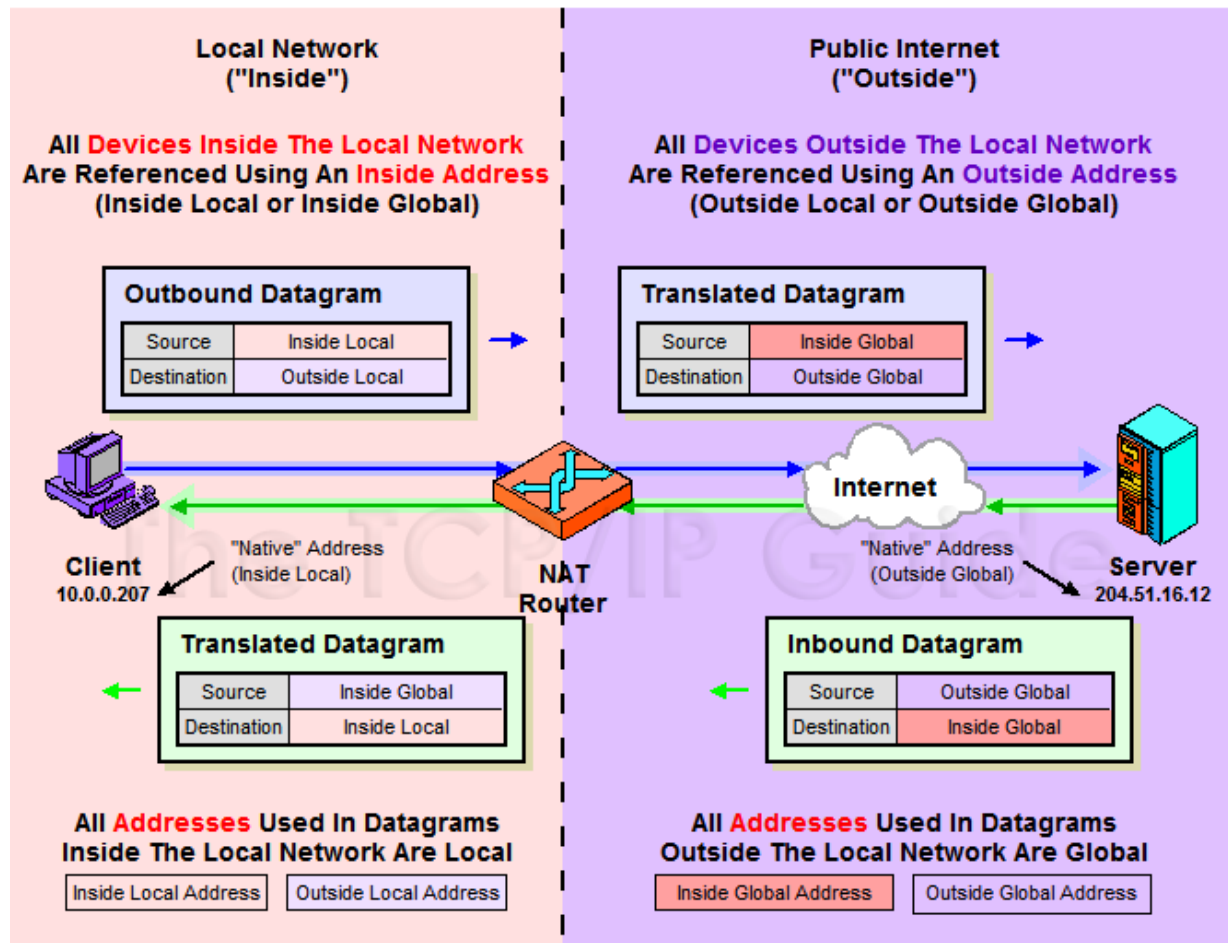 Local Network
("Inside")
All Devices Inside The Local Network
Are Referenced Using An Inside Address
(Inside Local or Inside Global)
Outbound Datagram
Source Inside Local
Destination Outside Local
Public Internet
("Outside")
All Devices Outside The Local Network
Are Referenced Using An Outside Address
(Outside Local or Outside Global)
Translated Datagram
Source Inside Global
Destination Outside Global
Internet
The TCP/IP Guide
"Native" Address
(Inside Local)
Client
10.0.0.207
NAT
Router
"Native" Address
(Outside Global)
Server
204.51.16.12
Translated Datagram
Source Inside Global
Destination Inside Local
Inbound Datagram
Source Outside Global
Destination Inside Global
All Addresses Used In Datagrams
Inside The Local Network Are Local
Inside Local Address Outside Local Address
All Addresses Used In Datagrams
Outside The Local Network Are Global
Inside Global Address Outside Global Address